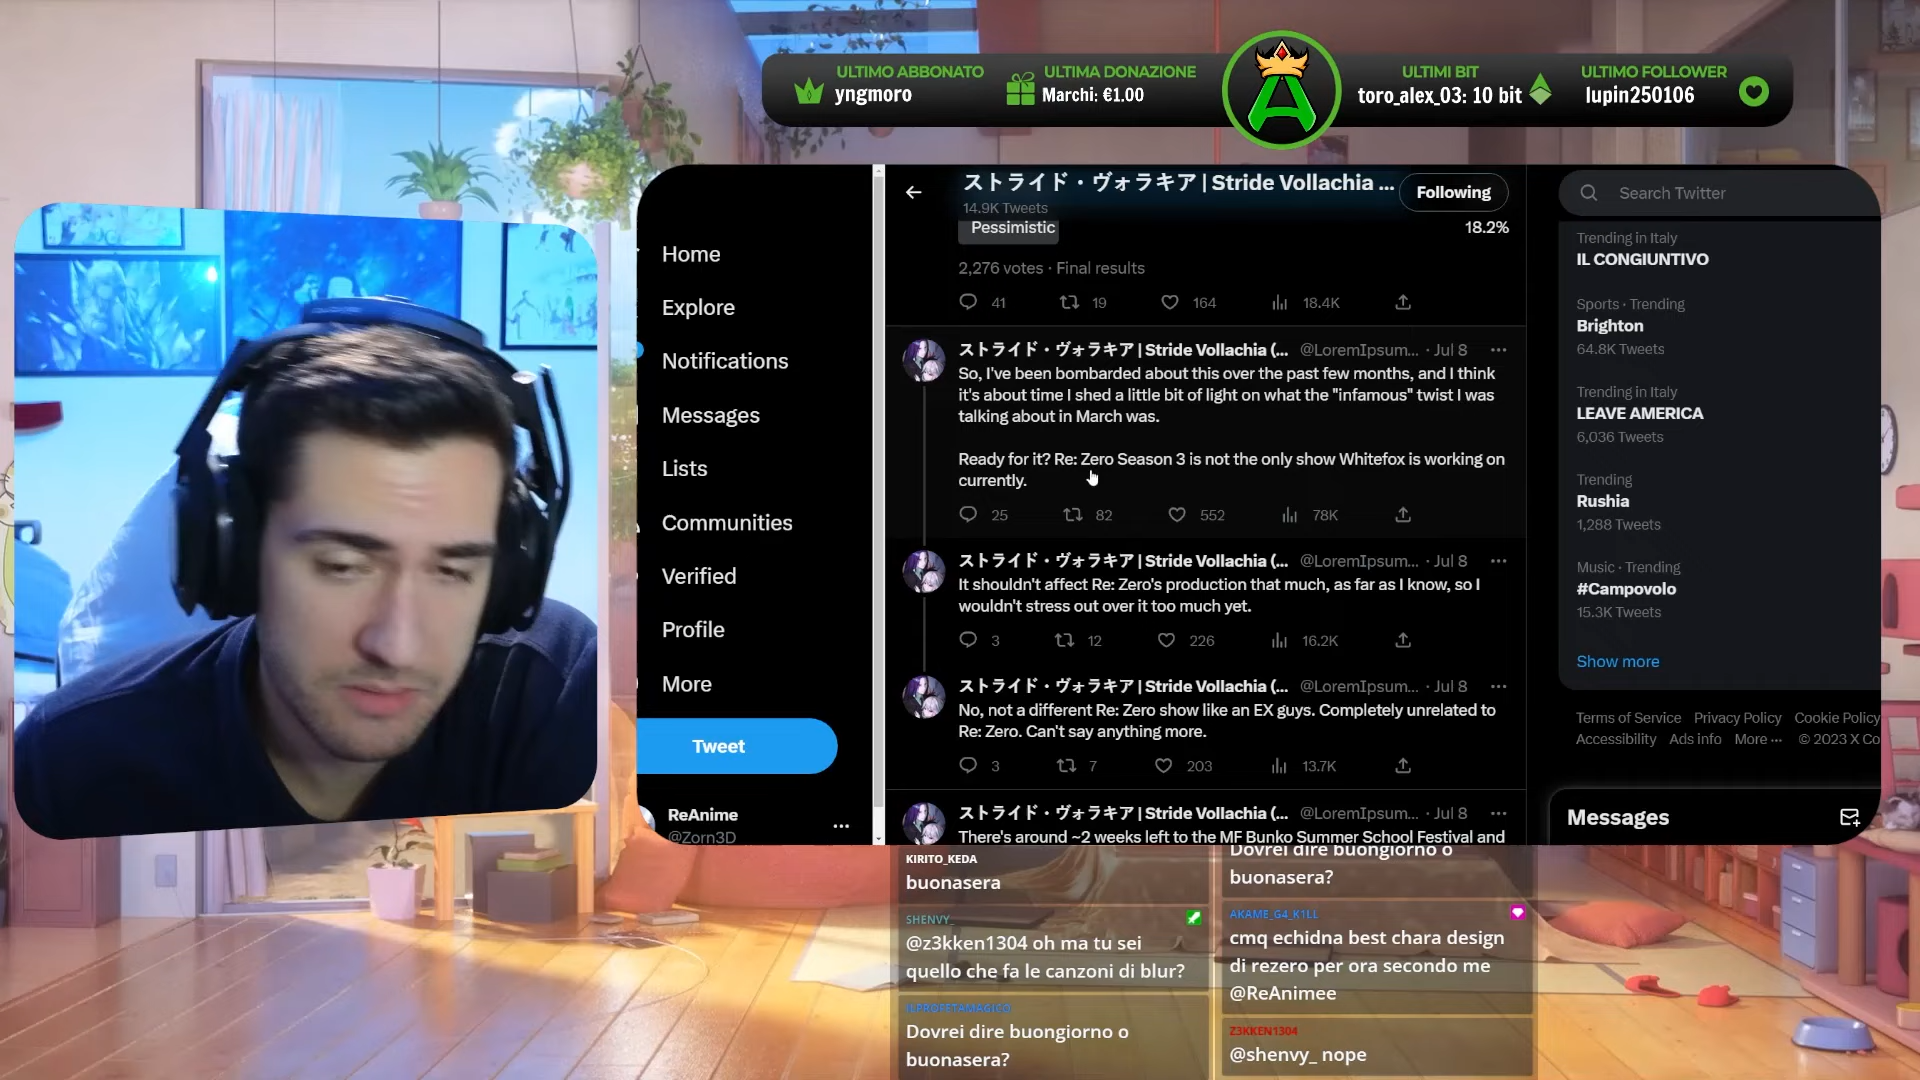 ULTIMO ABBONATO
yngmoro
ULTIMA DONAZIONE
Marchi: €1.00
A
ULTIMI BIT
toro_alex_03: 10 bit
ULTIMO FOLLOWER
lupin250106
Home
Explore
Notifications
Messages
Lists
Communities
Verified
Profile
More
Tweet
ReAnime
@Zorn3D
ストライド・ヴォラキア | Stride Vollachia ...
14.9K Tweets
Following
Pessimistic
18.2%
2,276 votes · Final results
41 19 164 18.4K
ストライド・ヴォラキア | Stride Vollachia (... @LoremIpsum... · Jul 8
So, I've been bombarded about this over the past few months, and I think
it's about time I shed a little bit of light on what the "infamous" twist I was
talking about in March was.
Ready for it? Re: Zero Season 3 is not the only show Whitefox is working on
currently.
25 82 552 78K
ストライド・ヴォラキア | Stride Vollachia (... @LoremIpsum... · Jul 8
It shouldn't affect Re: Zero's production that much, as far as I know, so I
wouldn't stress out over it too much yet.
3 12 226 16.2K
ストライド・ヴォラキア | Stride Vollachia (... @LoremIpsum... · Jul 8
No, not a different Re: Zero show like an EX guys. Completely unrelated to
Re: Zero. Can't say anything more.
3 7 203 13.7K
ストライド・ヴォラキア | Stride Vollachia (... @LoremIpsum... · Jul 8
There's around ~2 weeks left to the MF Bunko Summer School Festival and
Search Twitter
Trending in Italy
IL CONGIUNTIVO
Sports · Trending
Brighton
64.8K Tweets
Trending in Italy
LEAVE AMERICA
6,036 Tweets
Trending
Rushia
1,288 Tweets
Music · Trending
#Campovolo
15.3K Tweets
Show more
Terms of Service Privacy Policy Cookie Policy
Accessibility Ads info More ··· © 2023 X Co
Messages
KIRITO_KEDA
buonasera
SHENVY_
@z3kken1304 oh ma tu sei
quello che fa le canzoni di blur?
ILPROFETAMAGICO
Dovrei dire buongiorno o
buonasera?
Dovrei dire buongiorno o
buonasera?
AKAME_G4_K1LL
cmq echidna best chara design
di rezero per ora secondo me
@ReAnimee
Z3KKEN1304
@shenvy_ nope